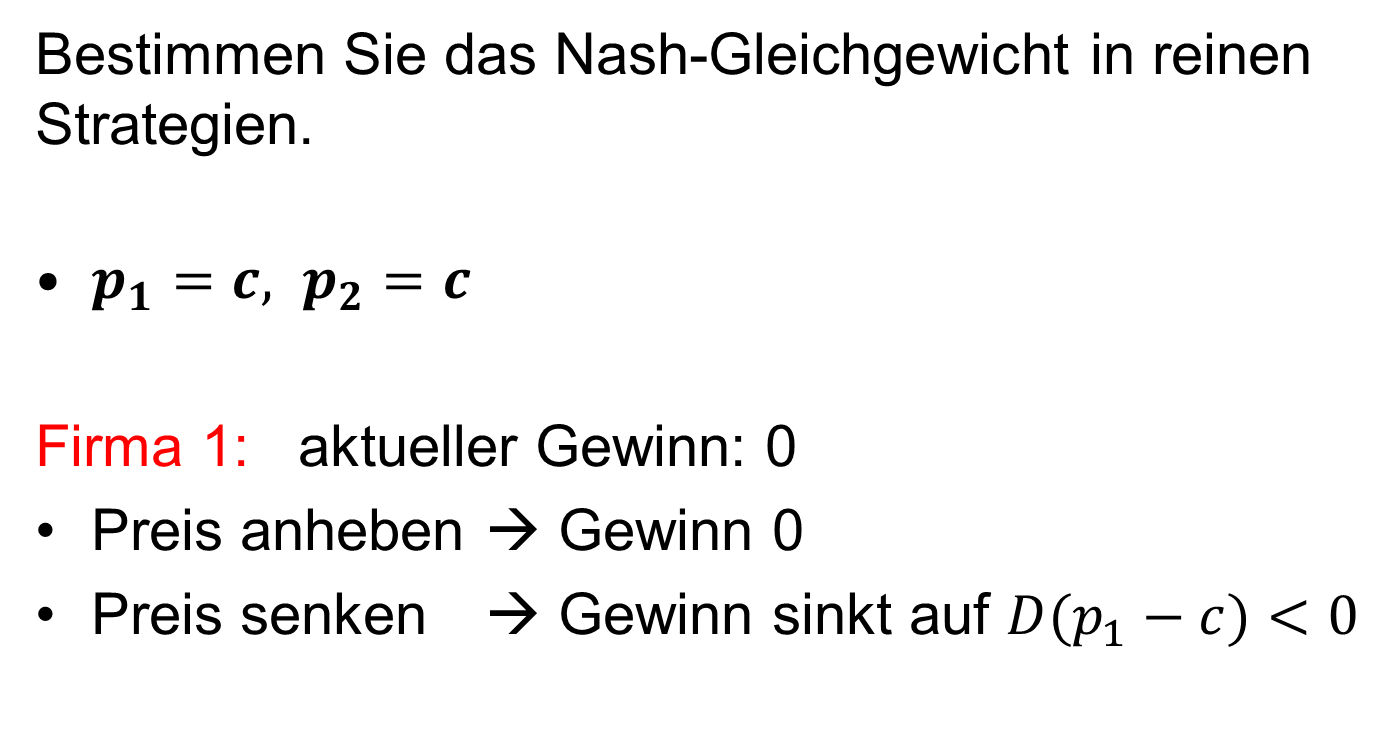 Bestimmen Sie das Nash-Gleichgewicht in reinen
Strategien.
• p₁ = c, p₂ = c
Firma 1: aktueller Gewinn: 0
• Preis anheben → Gewinn 0
• Preis senken → Gewinn sinkt auf D(p₁ − c) < 0